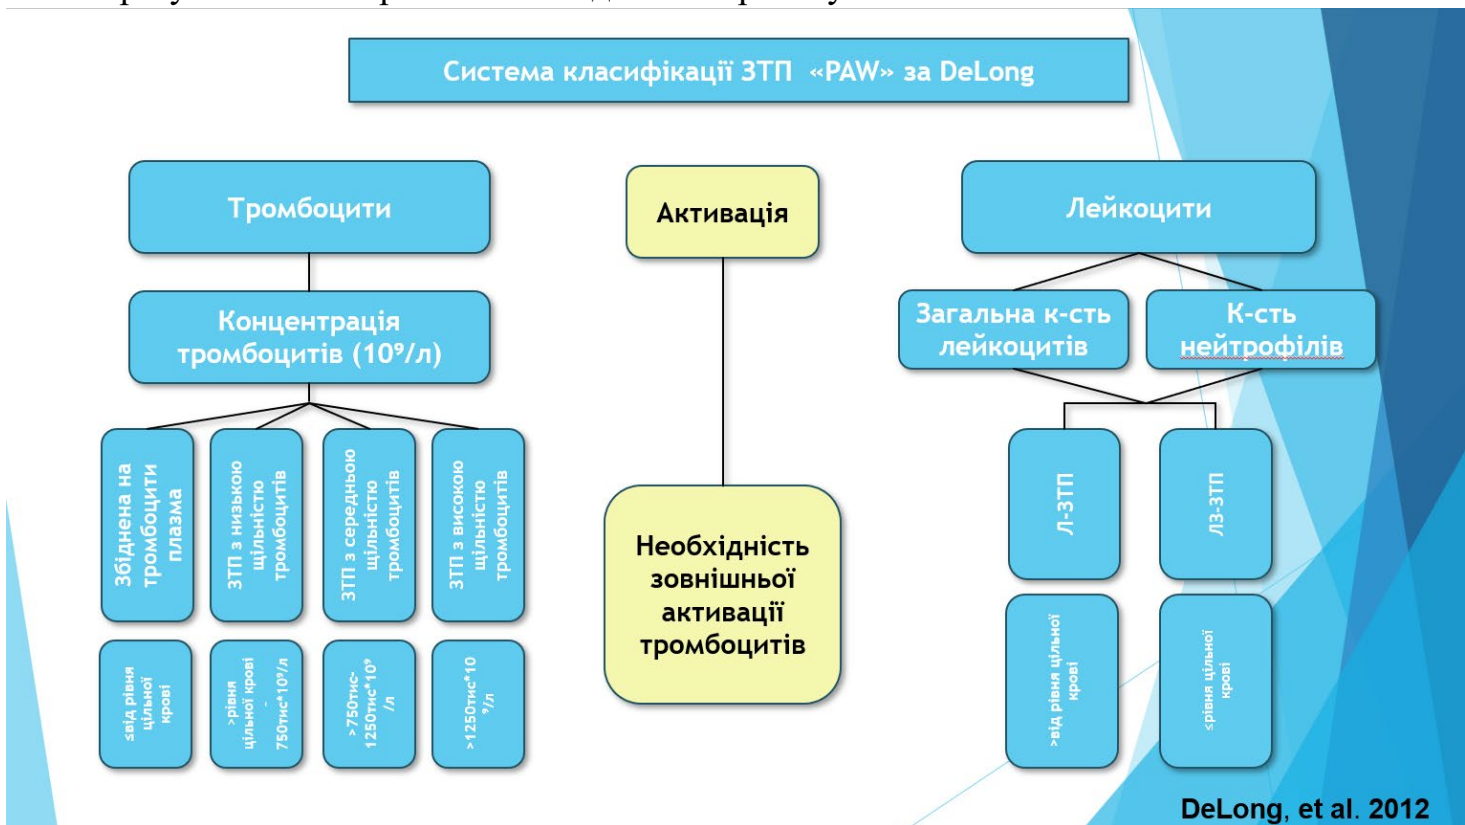 Система класифікації ЗТП «PAW» за DeLong
Тромбоцити
Активація
Лейкоцити
Концентрація
тромбоцитів (10⁹/л)
Загальна к-сть
лейкоцитів
К-сть
нейтрофілів
Збіднена на
тромбоцити
плазма
ЗТП з низькою
щільністю
тромбоцитів
ЗТП з середньою
щільністю
тромбоцитів
ЗТП з високою
щільністю
тромбоцитів
Необхідність
зовнішньої
активації
тромбоцитів
Л-ЗТП
ЛЗ-ЗТП
≤від рівня
цільної
крові
>рівня
цільної крові
-
750тис*10⁹/л
>750тис-
1250тис*10⁹
/л
>1250тис*10
⁹/л
>від рівня цільної
крові
≤рівня цільної
крові
DeLong, et al. 2012